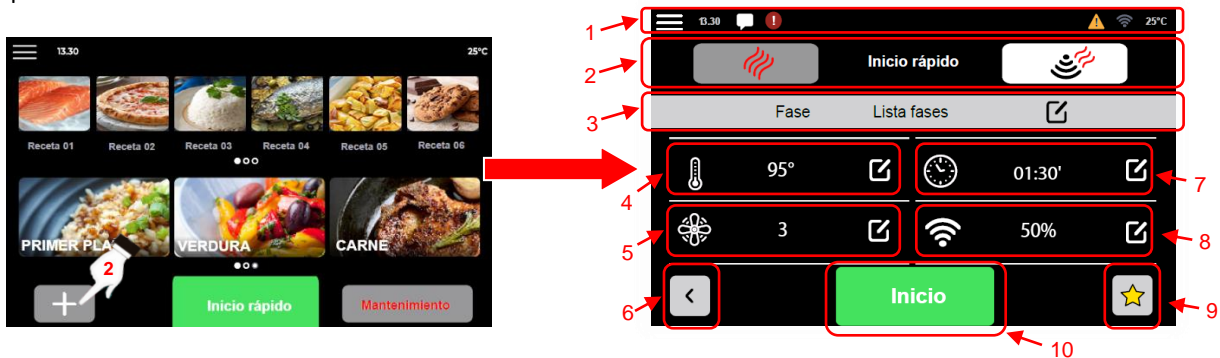 13.30
25°C
Receta 01 Receta 02 Receta 03 Receta 04 Receta 05 Receta 06
PRIMER PLA
VERDURA
CARNE
2
Inicio rápido
Mantenimiento
1
13.30
25°C
2
Inicio rápido
3
Fase Lista fases
4
95°
01:30'
7
5
3
50%
8
6
Inicio
9
10